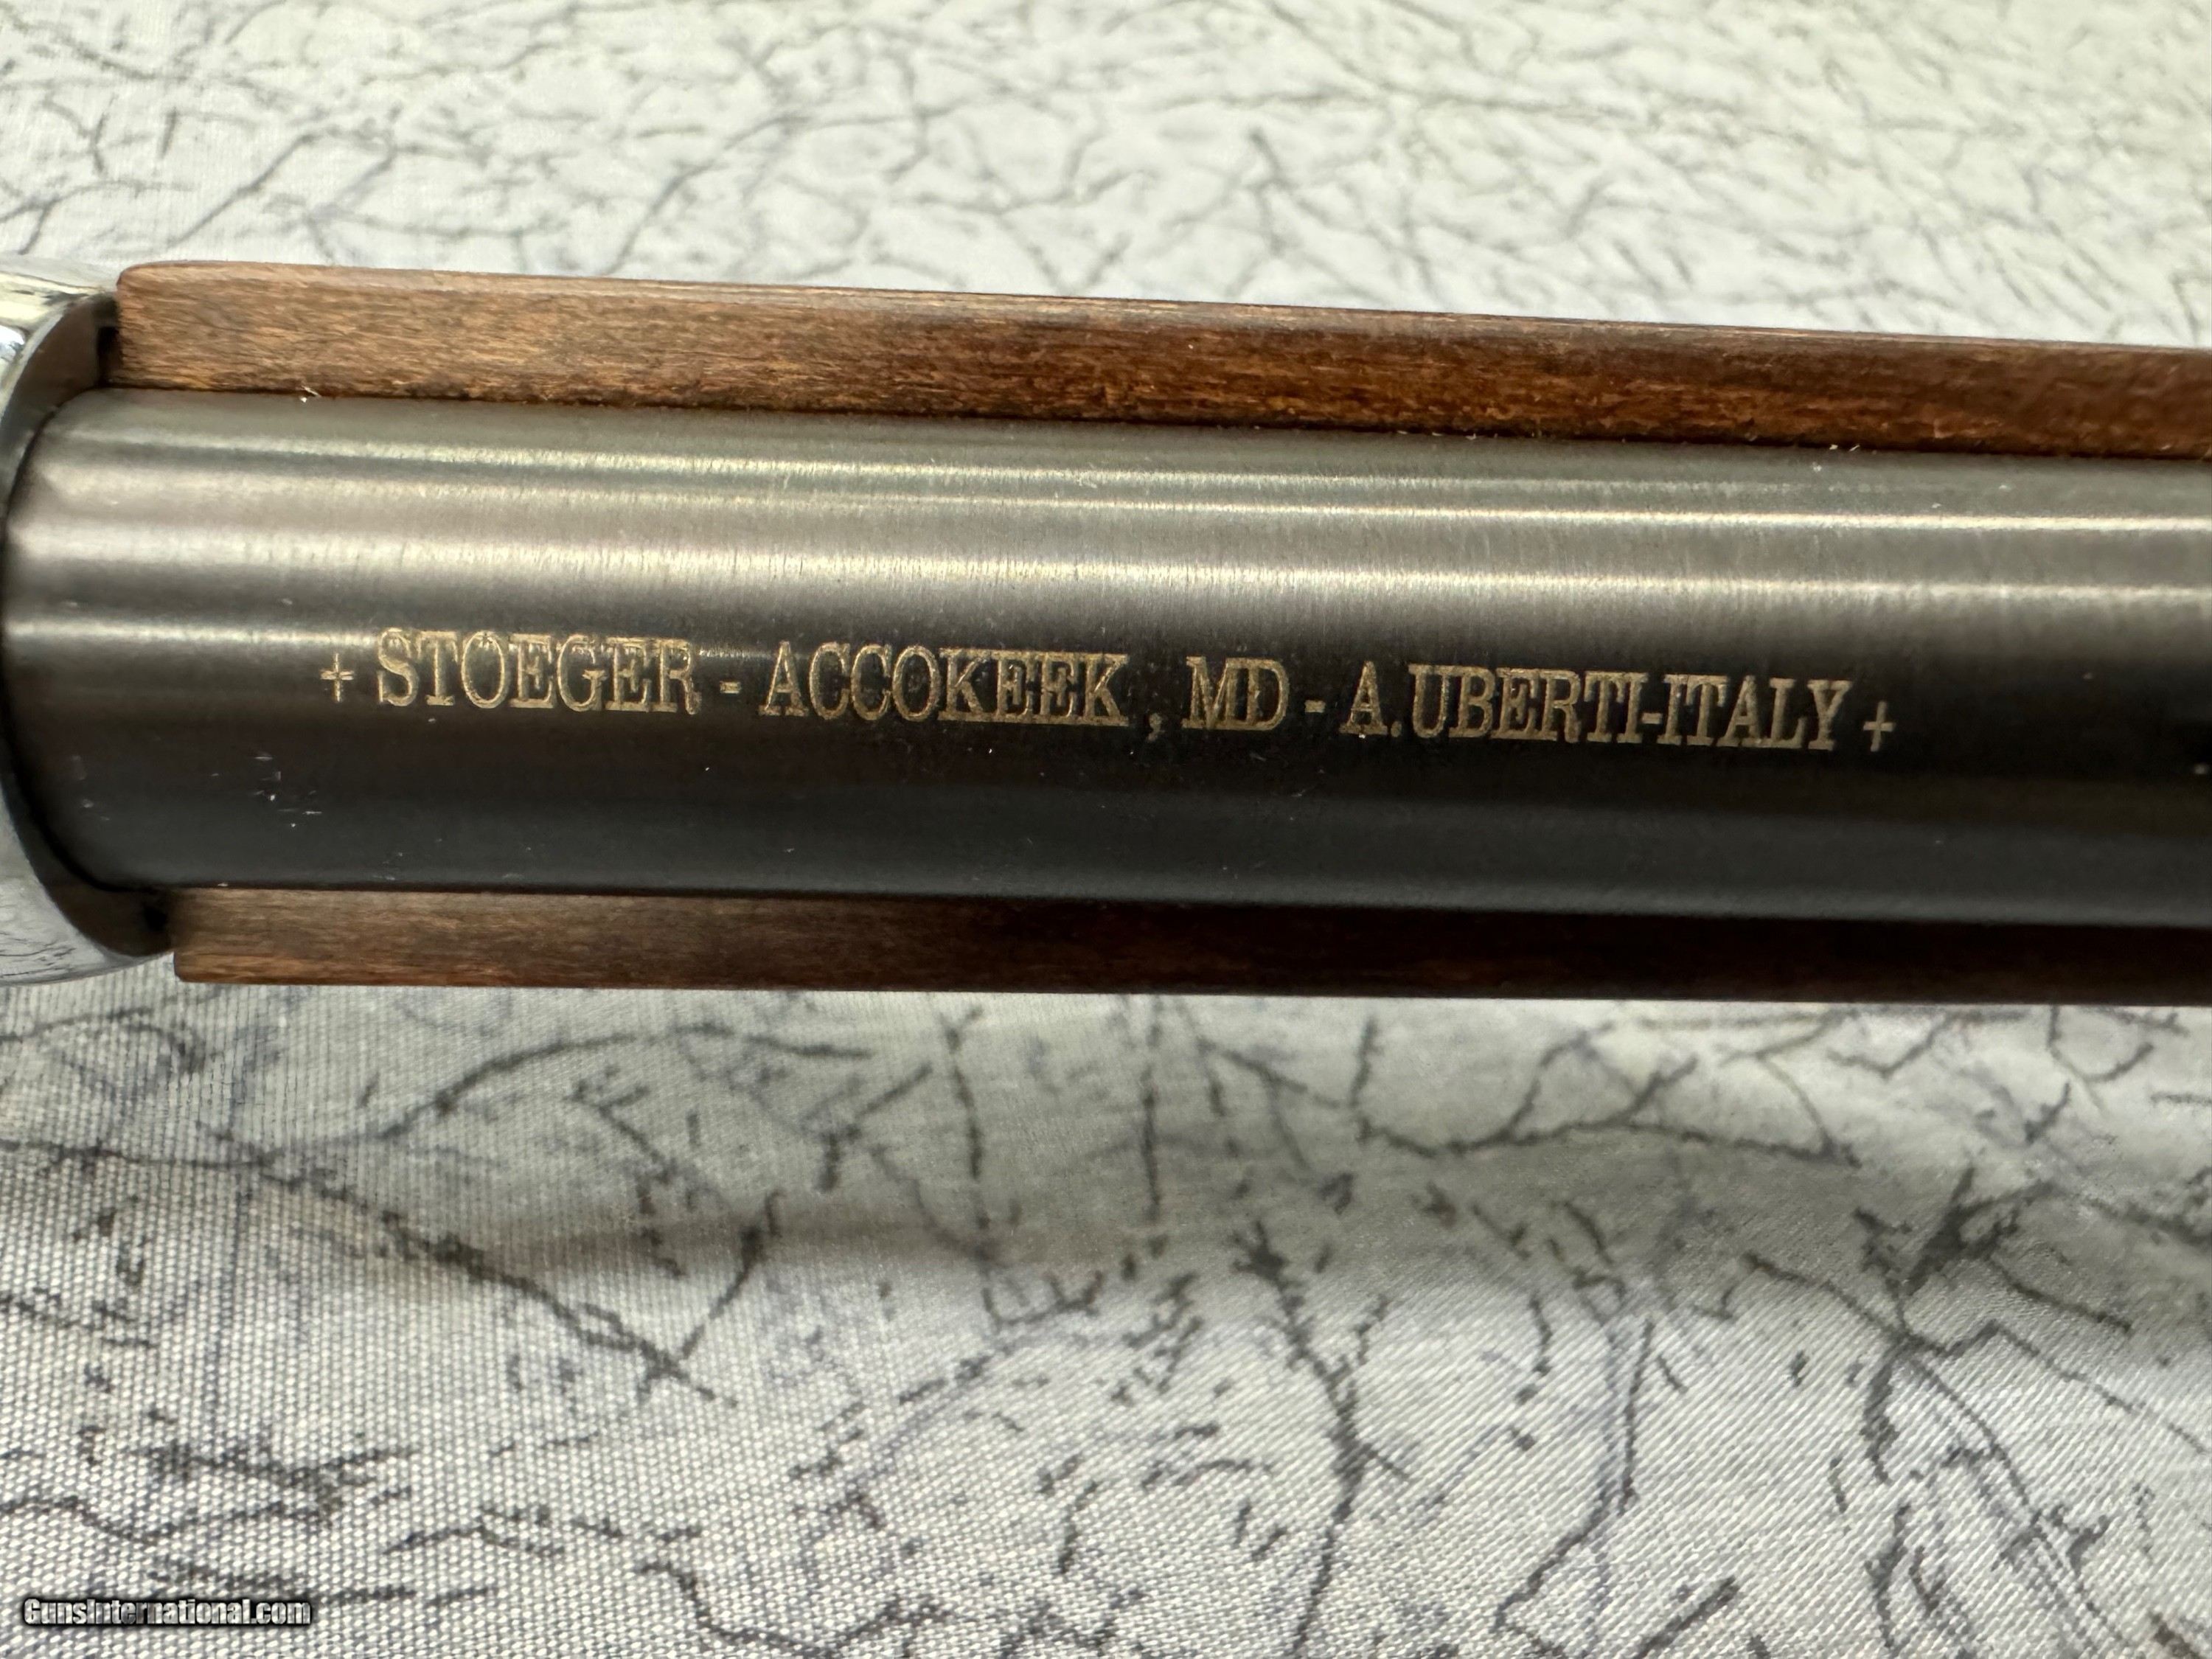 + STOEGER - ACCOKEEK , MD - A.UBERTI-ITALY +
GunsInternational.com